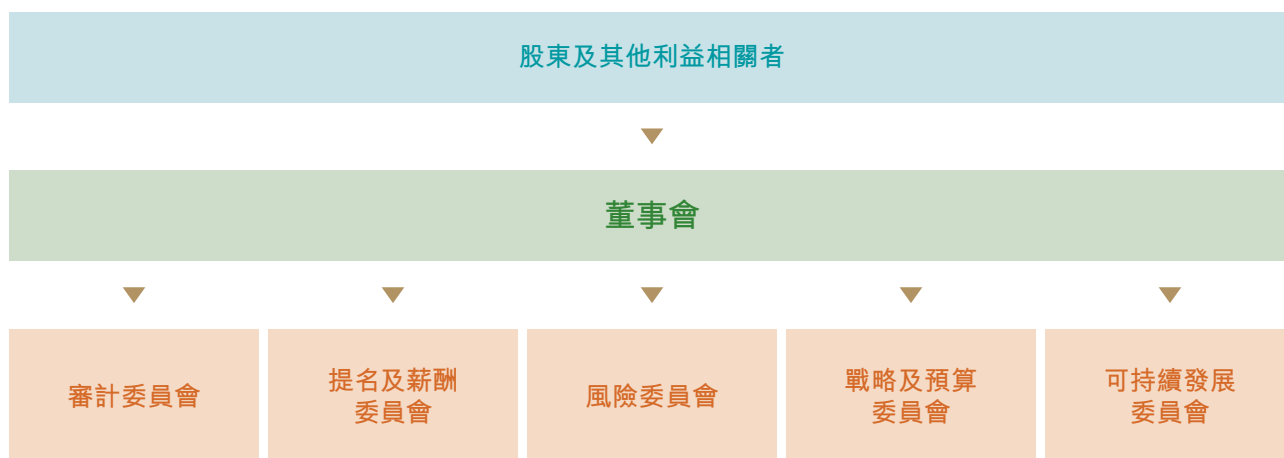 股東及其他利益相關者
董事會
審計委員會
提名及薪酬
委員會
風險委員會
戰略及預算
委員會
可持續發展
委員會